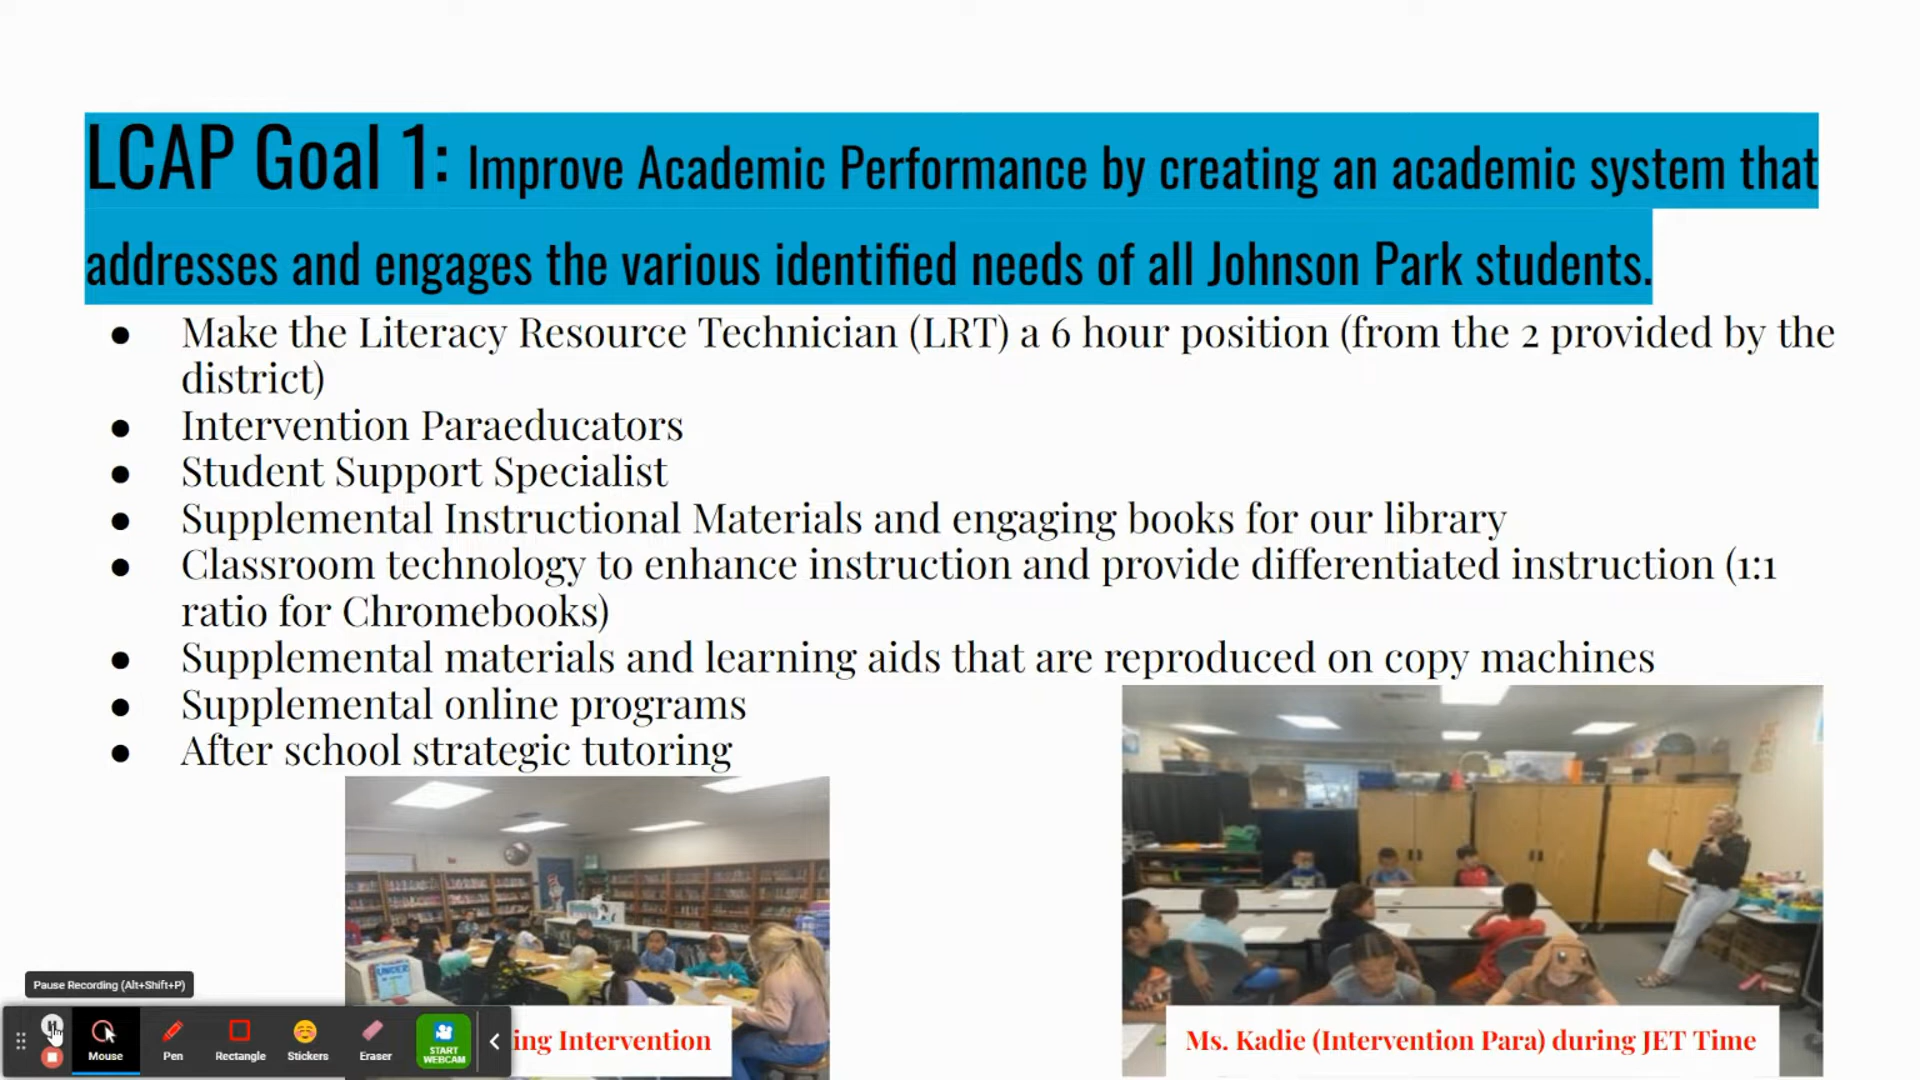 LCAP Goal 1: Improve Academic Performance by creating an academic system that
addresses and engages the various identified needs of all Johnson Park students.
● Make the Literacy Resource Technician (LRT) a 6 hour position (from the 2 provided by the
district)
● Intervention Paraeducators
● Student Support Specialist
● Supplemental Instructional Materials and engaging books for our library
● Classroom technology to enhance instruction and provide differentiated instruction (1:1
ratio for Chromebooks)
● Supplemental materials and learning aids that are reproduced on copy machines
● Supplemental online programs
● After school strategic tutoring
Pause Recording (Alt+Shift+P)
Mouse
Pen
Rectangle
Stickers
Eraser
START
WEBCAM
ing Intervention
Ms. Kadie (Intervention Para) during JET Time